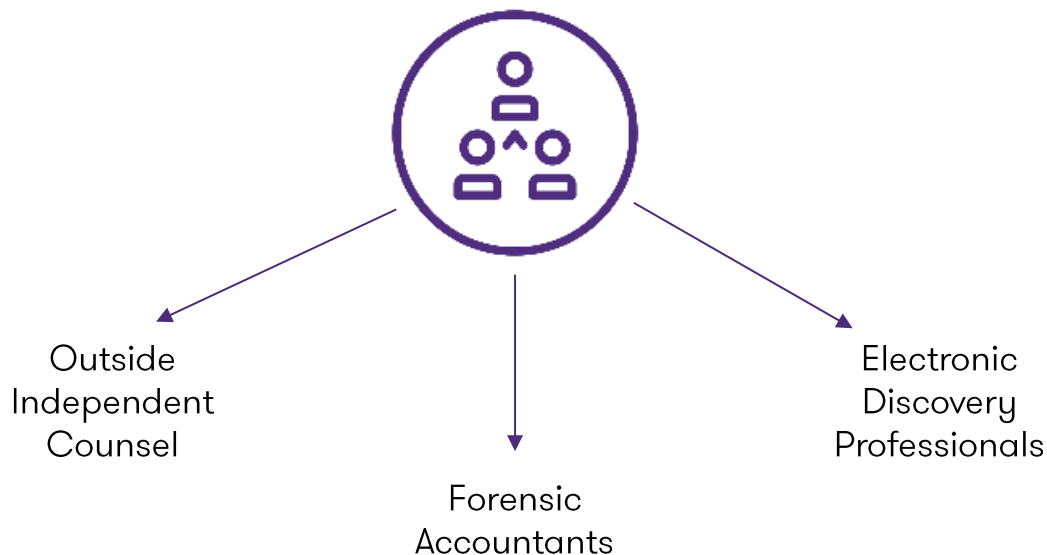 Outside
Independent
Counsel
Forensic
Accountants
Electronic
Discovery
Professionals